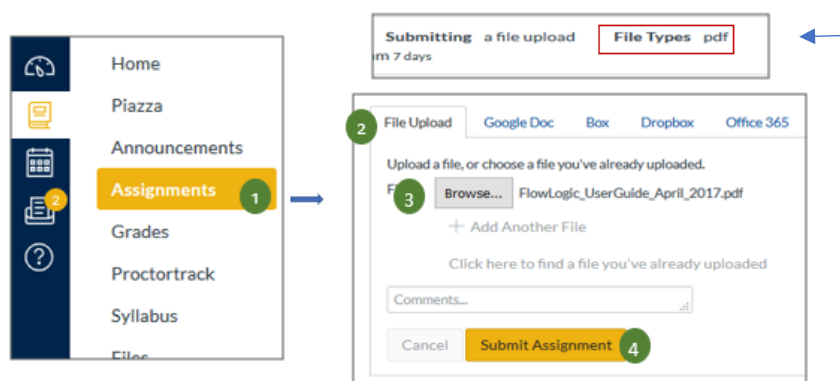 Home
Piazza
Announcements
Assignments 1
Grades
Proctortrack
Syllabus
Files
2
Submitting a file upload File Types pdf
m 7 days
2 File Upload Google Doc Box Dropbox Office 365
Upload a file, or choose a file you've already uploaded.
3 Browse... FlowLogic_UserGuide_April_2017.pdf
+ Add Another File
Click here to find a file you've already uploaded
Comments...
Cancel Submit Assignment 4